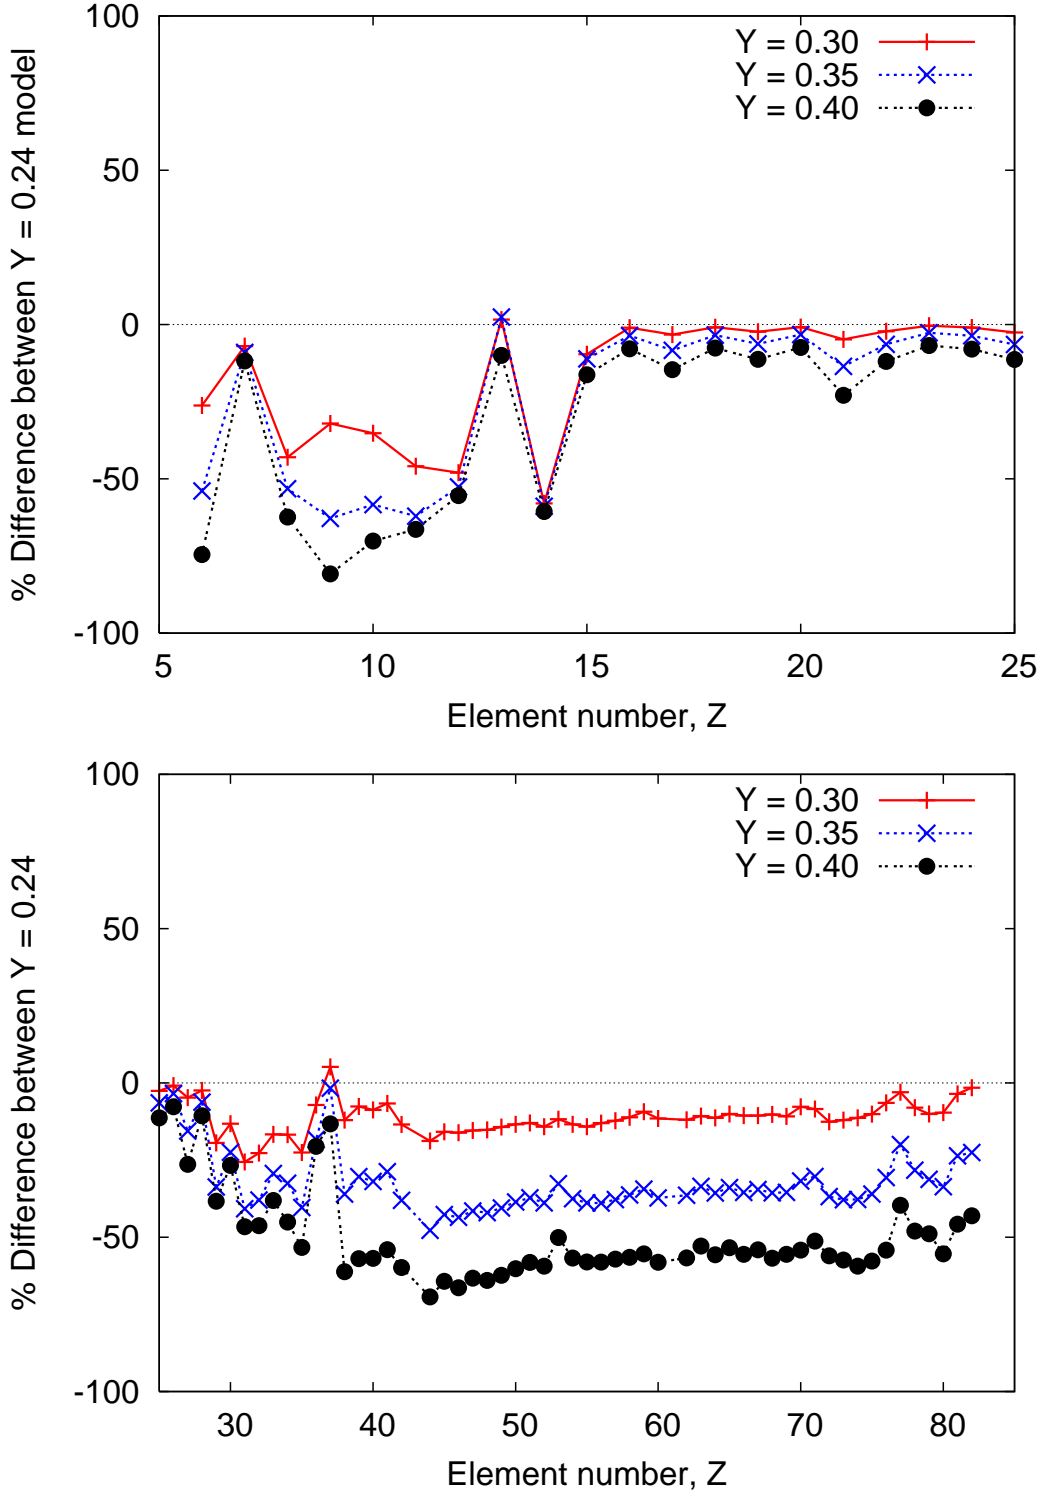 % Difference between Y = 0.24 model
100
50
0
-50
-100
Y = 0.30
Y = 0.35
Y = 0.40
5 10 15 20 25
Element number, Z
% Difference between Y = 0.24
100
50
0
-50
-100
Y = 0.30
Y = 0.35
Y = 0.40
30 40 50 60 70 80
Element number, Z